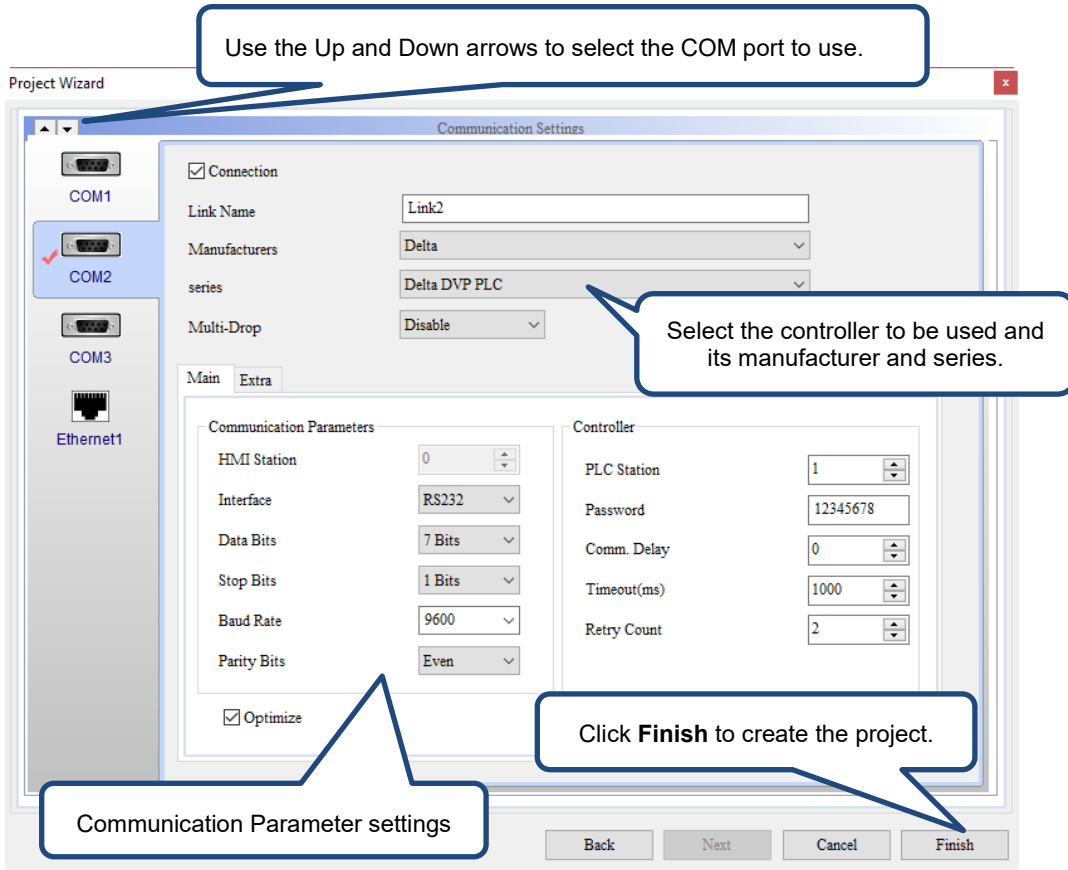 Use the Up and Down arrows to select the COM port to use.
Project Wizard
x
Communication Settings
COM1
COM2
COM3
Ethernet1
Connection
Link Name
Link2
Manufacturers
Delta
series
Delta DVP PLC
Multi-Drop
Disable
Select the controller to be used and
its manufacturer and series.
Main
Extra
Communication Parameters
HMI Station
0
Interface
RS232
Data Bits
7 Bits
Stop Bits
1 Bits
Baud Rate
9600
Parity Bits
Even
Optimize
Controller
PLC Station
1
Password
12345678
Comm. Delay
0
Timeout(ms)
1000
Retry Count
2
Click Finish to create the project.
Communication Parameter settings
Back
Next
Cancel
Finish